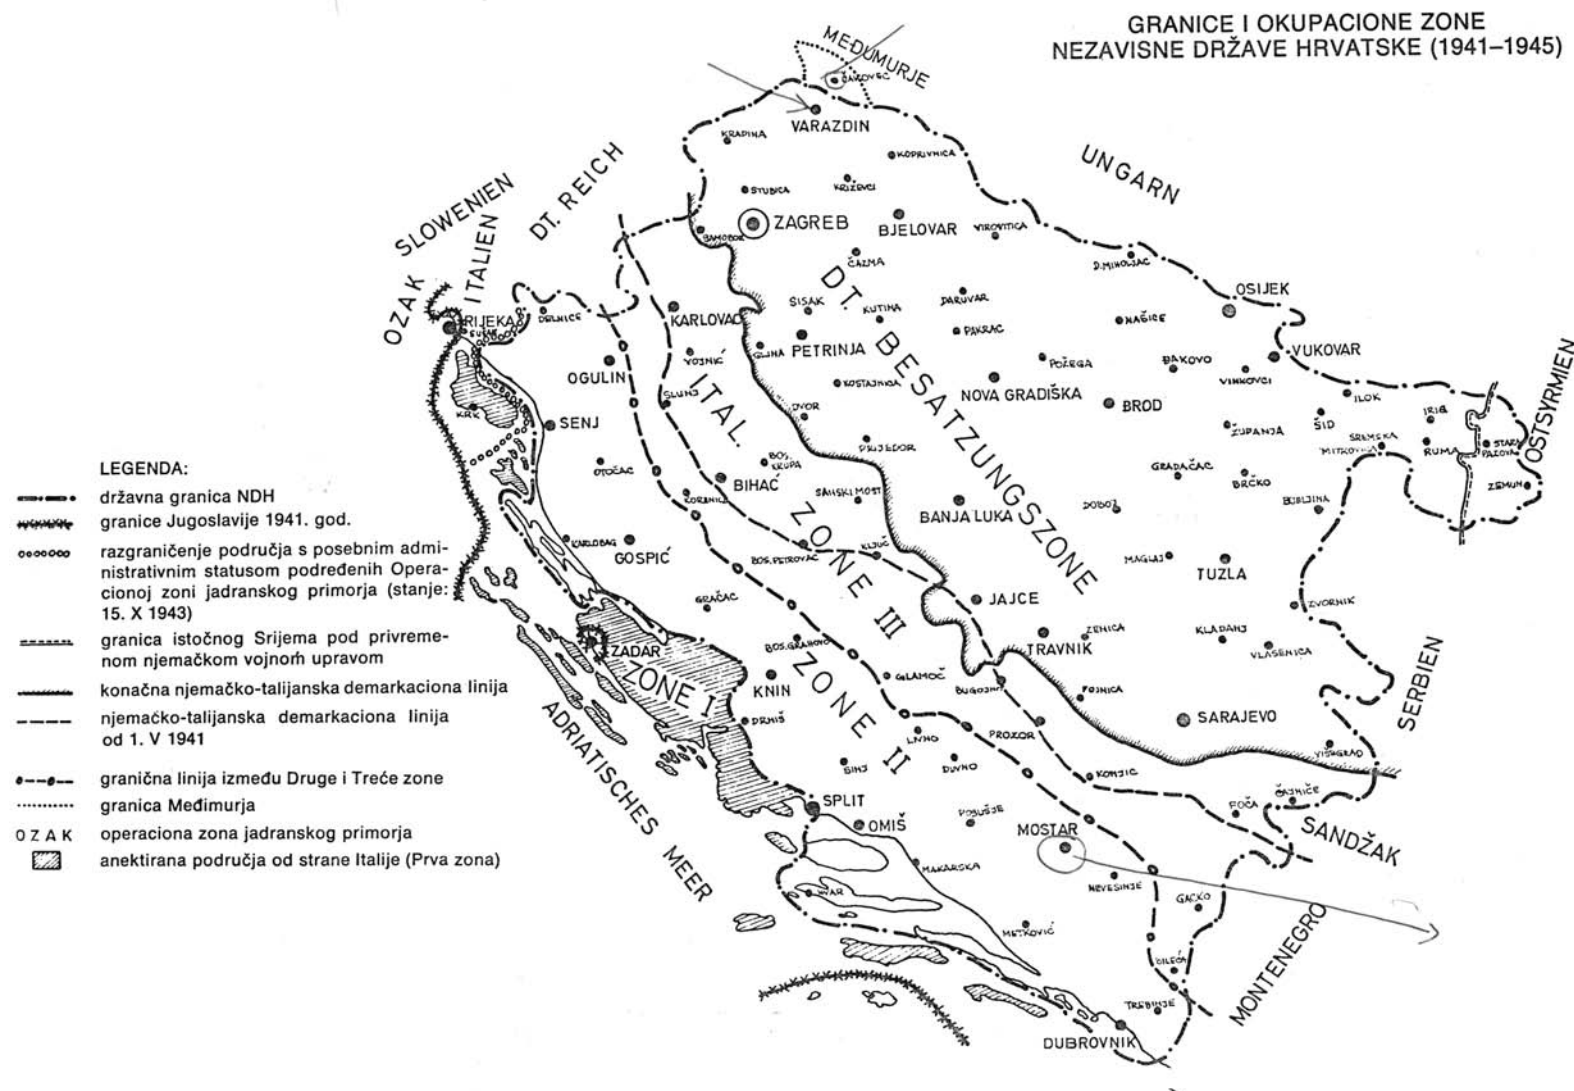 GRANICE I OKUPACIONE ZONE
NEZAVISNE DRŽAVE HRVATSKE (1941–1945)
MEĐUMURJE
ČAKOVEC
VARAZDIN
KRAPINA
KOPRIVNICA
UNGARN
DT. REICH
SLOWENIEN
ITALIEN
OZAK
STUBICA
KRIŽEVCI
ZAGREB
BJELOVAR
VIROVITICA
SAMOBOR
ČAZMA
D.MIHOLJAC
DT. BESATZUNGSZONE
OSIJEK
RIJEKA
SUŠAK
DELNICE
KARLOVAC
SISAK
KUTINA
DARUVAR
NAŠICE
PAKRAC
VOJNIĆ
GLINA
PETRINJA
POŽEGA
ĐAKOVO
VUKOVAR
VINKOVCI
OGULIN
KOSTAJNICA
NOVA GRADIŠKA
BROD
ILOK
OSTSYRMIEN
KRK
SENJ
SLUNJ
ITAL.
DVOR
ŽUPANJA
ŠID
IRIG
SREMSKA
MITROVICA
RUMA
STARA
PAZOVA
ZEMUN
PRIJEDOR
OTOČAC
BOS.
KRUPA
BIHAĆ
GRADAČAC
BRČKO
BIJELJINA
KORENICA
SANSKI MOST
BANJA LUKA
DOBOJ
KARLOBAG
GOSPIĆ
ZONE III
BOS. PETROVAC
KLJUČ
MAGLAJ
TUZLA
GRAČAC
JAJCE
ZVORNIK
BOS. GRAHOVO
TRAVNIK
ZENICA
KLADANJ
VLASENICA
ZADAR
ZONE I
KNIN
ZONE II
GLAMOČ
BUGOJNO
FOJNICA
SERBIEN
DRNIŠ
LIVNO
PROZOR
SARAJEVO
VIŠEGRAD
ADRIATISCHES MEER
SINJ
DUVNO
KONJIC
ČAJNIČE
FOČA
SANDŽAK
SPLIT
OMIŠ
POSUŠJE
MOSTAR
MAKARSKA
NEVESINJE
HVAR
GACKO
METKOVIĆ
BILEĆA
MONTENEGRO
TREBINJE
DUBROVNIK
LEGENDA:
državna granica NDH
granice Jugoslavije 1941. god.
razgraničenje područja s posebnim admi-
nistrativnim statusom podređenih Opera-
cionoj zoni jadranskog primorja (stanje:
15. X 1943)
granica istočnog Srijema pod privreme-
nom njemačkom vojnom upravom
konačna njemačko-talijanska demarkaciona linija
njemačko-talijanska demarkaciona linija
od 1. V 1941
granična linija između Druge i Treće zone
granica Međimurja
OZAK operaciona zona jadranskog primorja
anektirana područja od strane Italije (Prva zona)